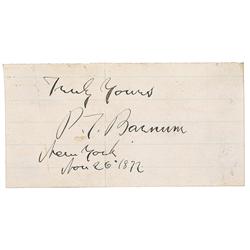 Truly Yours
P. T. Barnum
New York
Nov 26. 1872